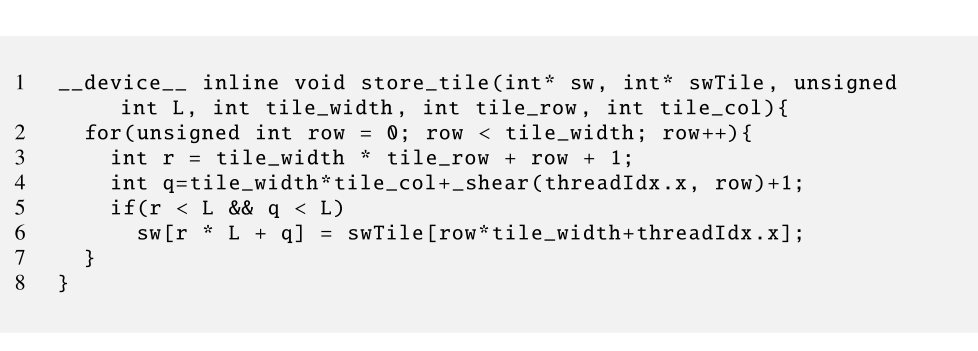 1 __device__ inline void store_tile(int* sw, int* swTile, unsigned
int L, int tile_width, int tile_row, int tile_col){
2 for(unsigned int row = 0; row < tile_width; row++){
3 int r = tile_width * tile_row + row + 1;
4 int q=tile_width*tile_col+_shear(threadIdx.x, row)+1;
5 if(r < L && q < L)
6 sw[r * L + q] = swTile[row*tile_width+threadIdx.x];
7 }
8 }